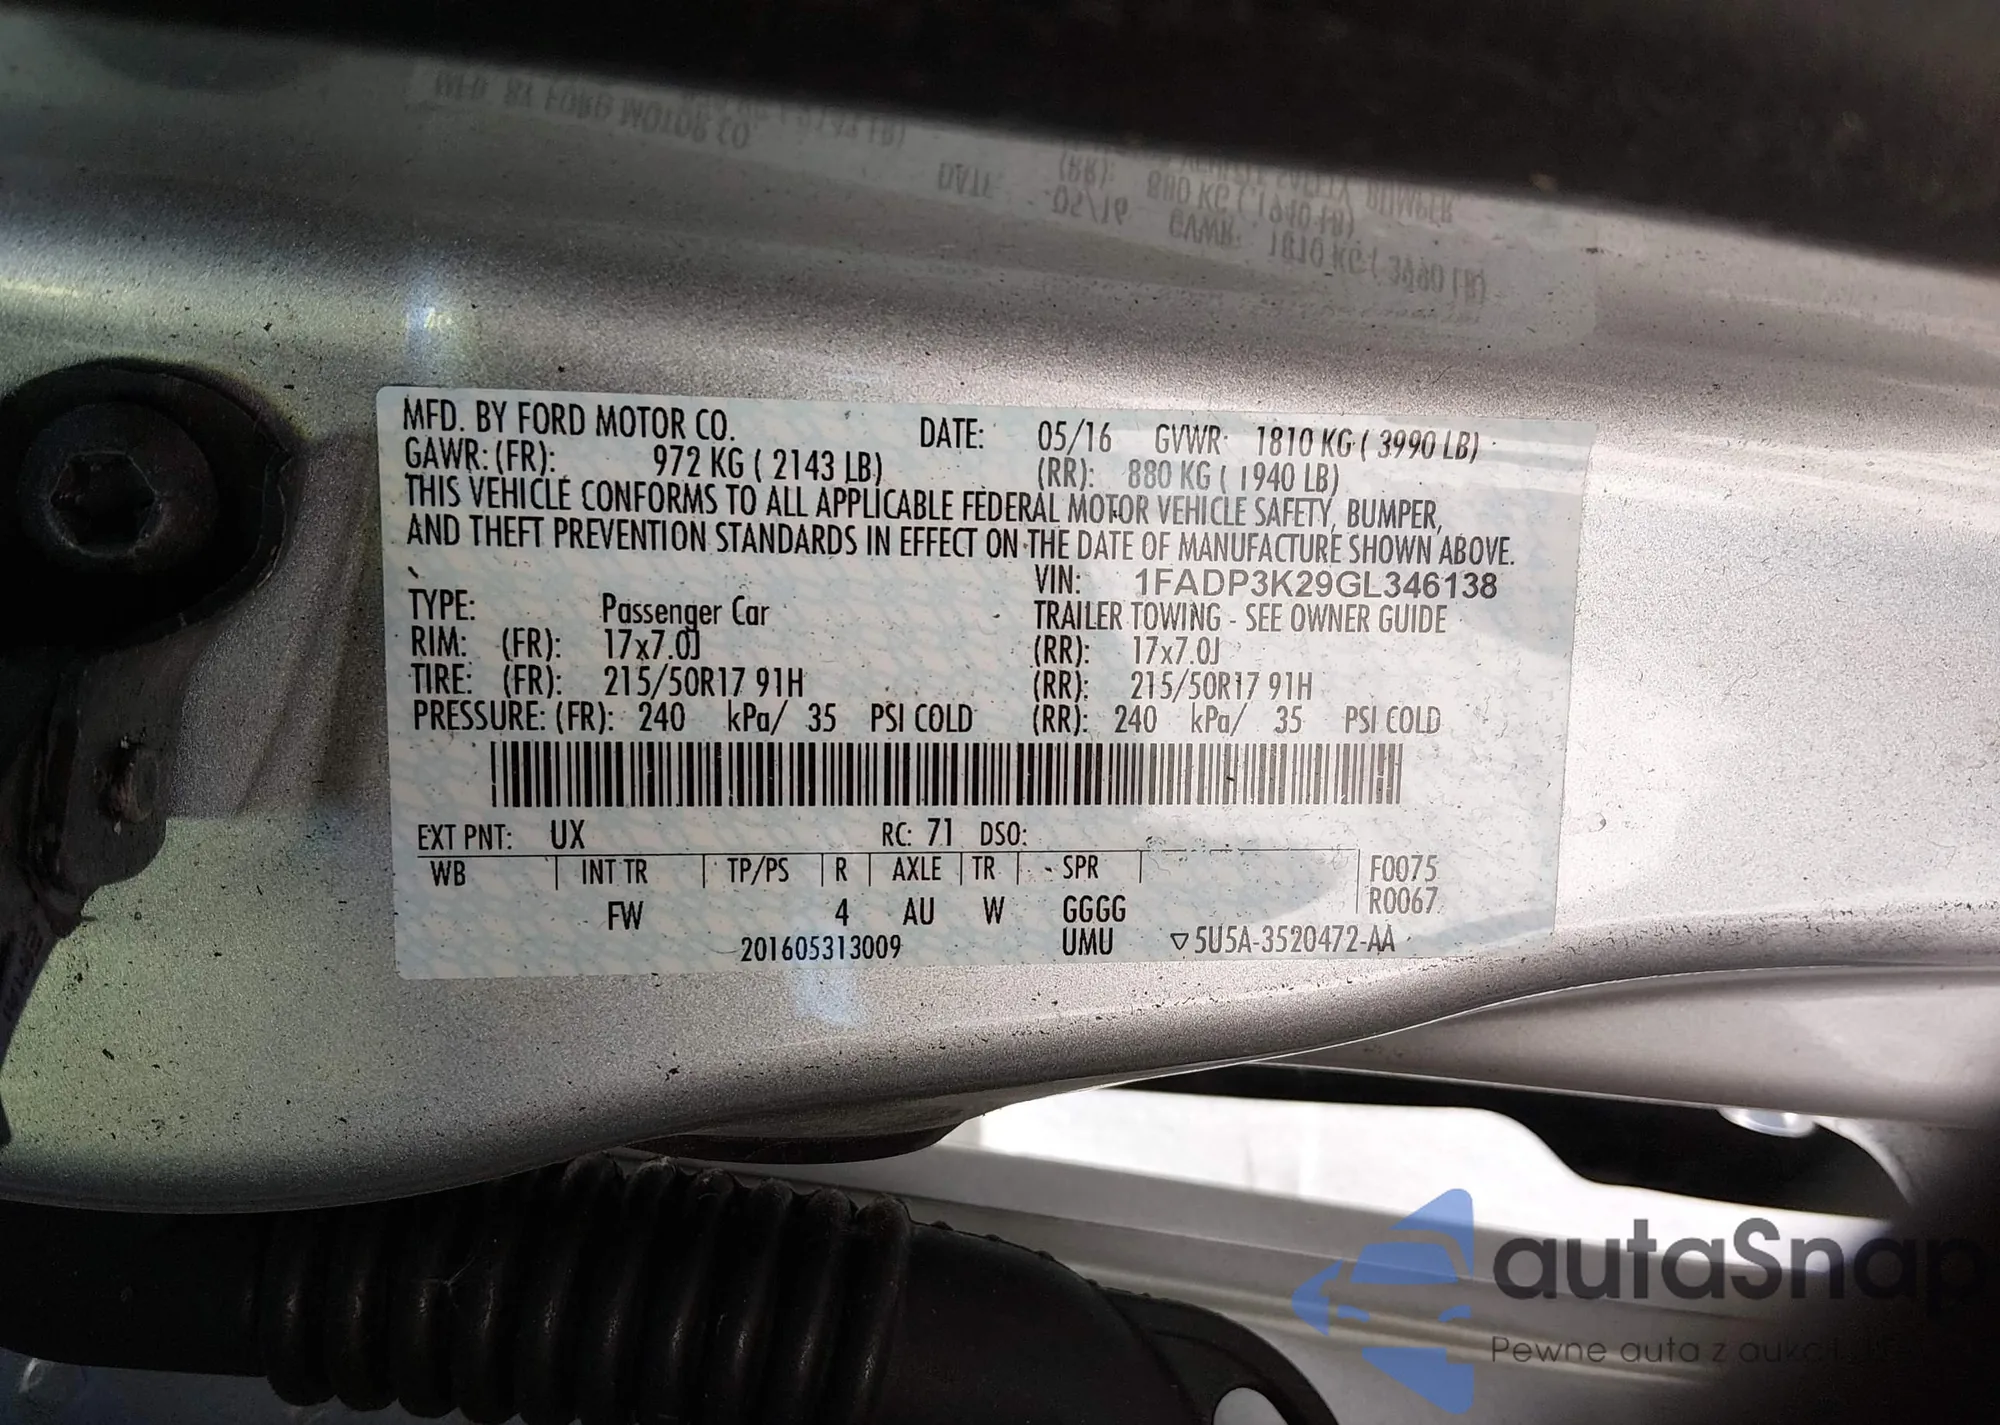 MFD. BY FORD MOTOR CO. DATE: 05/16 GVWR: 1810 KG ( 3990 LB)
GAWR: (FR): 972 KG ( 2143 LB) (RR): 880 KG ( 1940 LB)
THIS VEHICLE CONFORMS TO ALL APPLICABLE FEDERAL MOTOR VEHICLE SAFETY, BUMPER,
AND THEFT PREVENTION STANDARDS IN EFFECT ON THE DATE OF MANUFACTURE SHOWN ABOVE.
VIN: 1FADP3K29GL346138
TYPE: Passenger Car TRAILER TOWING - SEE OWNER GUIDE
RIM: (FR): 17x7.0J (RR): 17x7.0J
TIRE: (FR): 215/50R17 91H (RR): 215/50R17 91H
PRESSURE: (FR): 240 kPa/ 35 PSI COLD (RR): 240 kPa/ 35 PSI COLD
EXT PNT: UX RC: 71 DSO:
WB INT TR TP/PS R AXLE TR SPR F0075
R0067
FW 4 AU W GGGG
201605313009 UMU 5U5A-3520472-AA
autaSnap
Pewne auta z